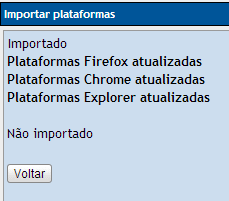 Importar plataformas
Importado
Plataformas Firefox atualizadas
Plataformas Chrome atualizadas
Plataformas Explorer atualizadas
Não importado
Voltar